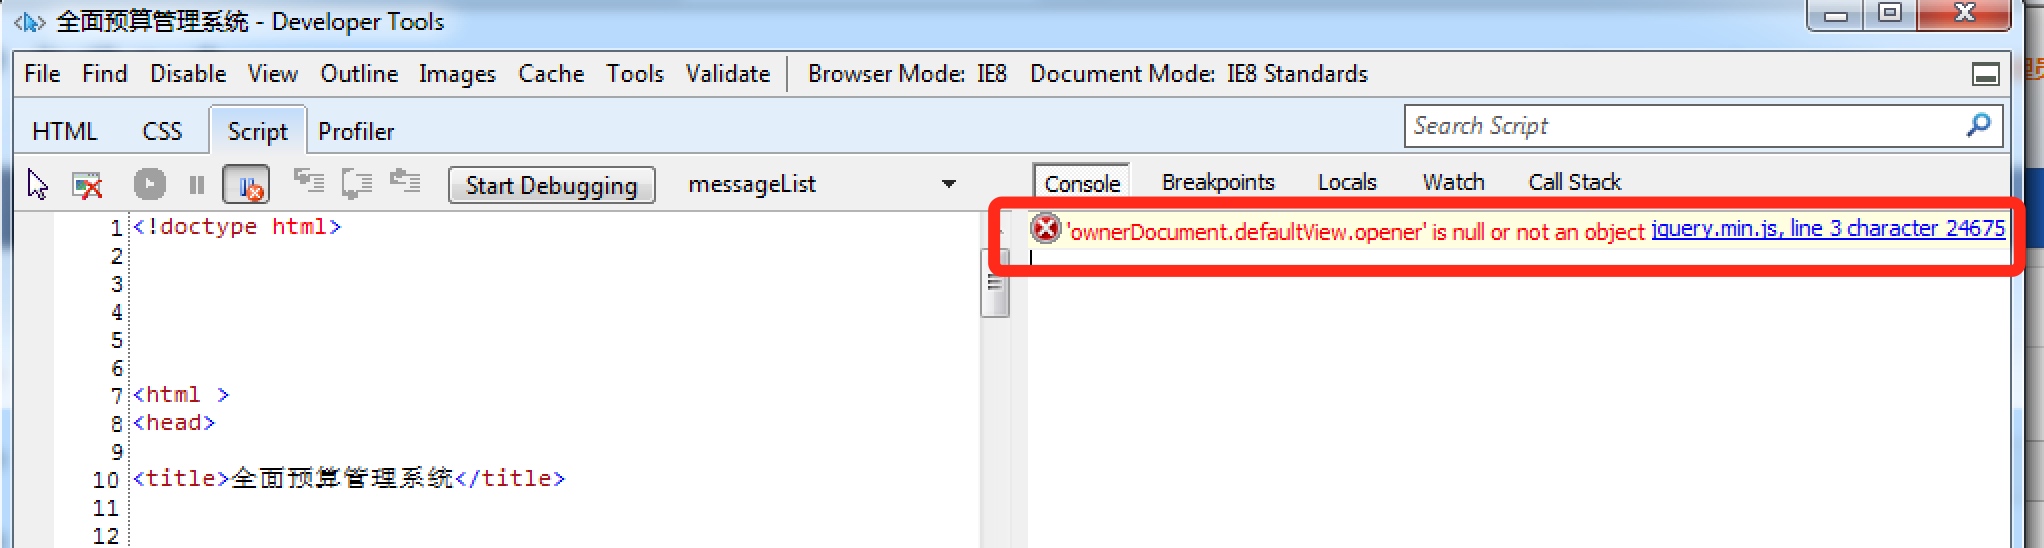 全面预算管理系统 - Developer Tools
File Find Disable View Outline Images Cache Tools Validate Browser Mode: IE8 Document Mode: IE8 Standards
HTML CSS Script Profiler Search Script
Start Debugging messageList Console Breakpoints Locals Watch Call Stack
1 <!doctype html>
'ownerDocument.defaultView.opener' is null or not an object jquery.min.js, line 3 character 24675
2
3
4
5
6
7 <html >
8 <head>
9
10 <title>全面预算管理系统</title>
11
12